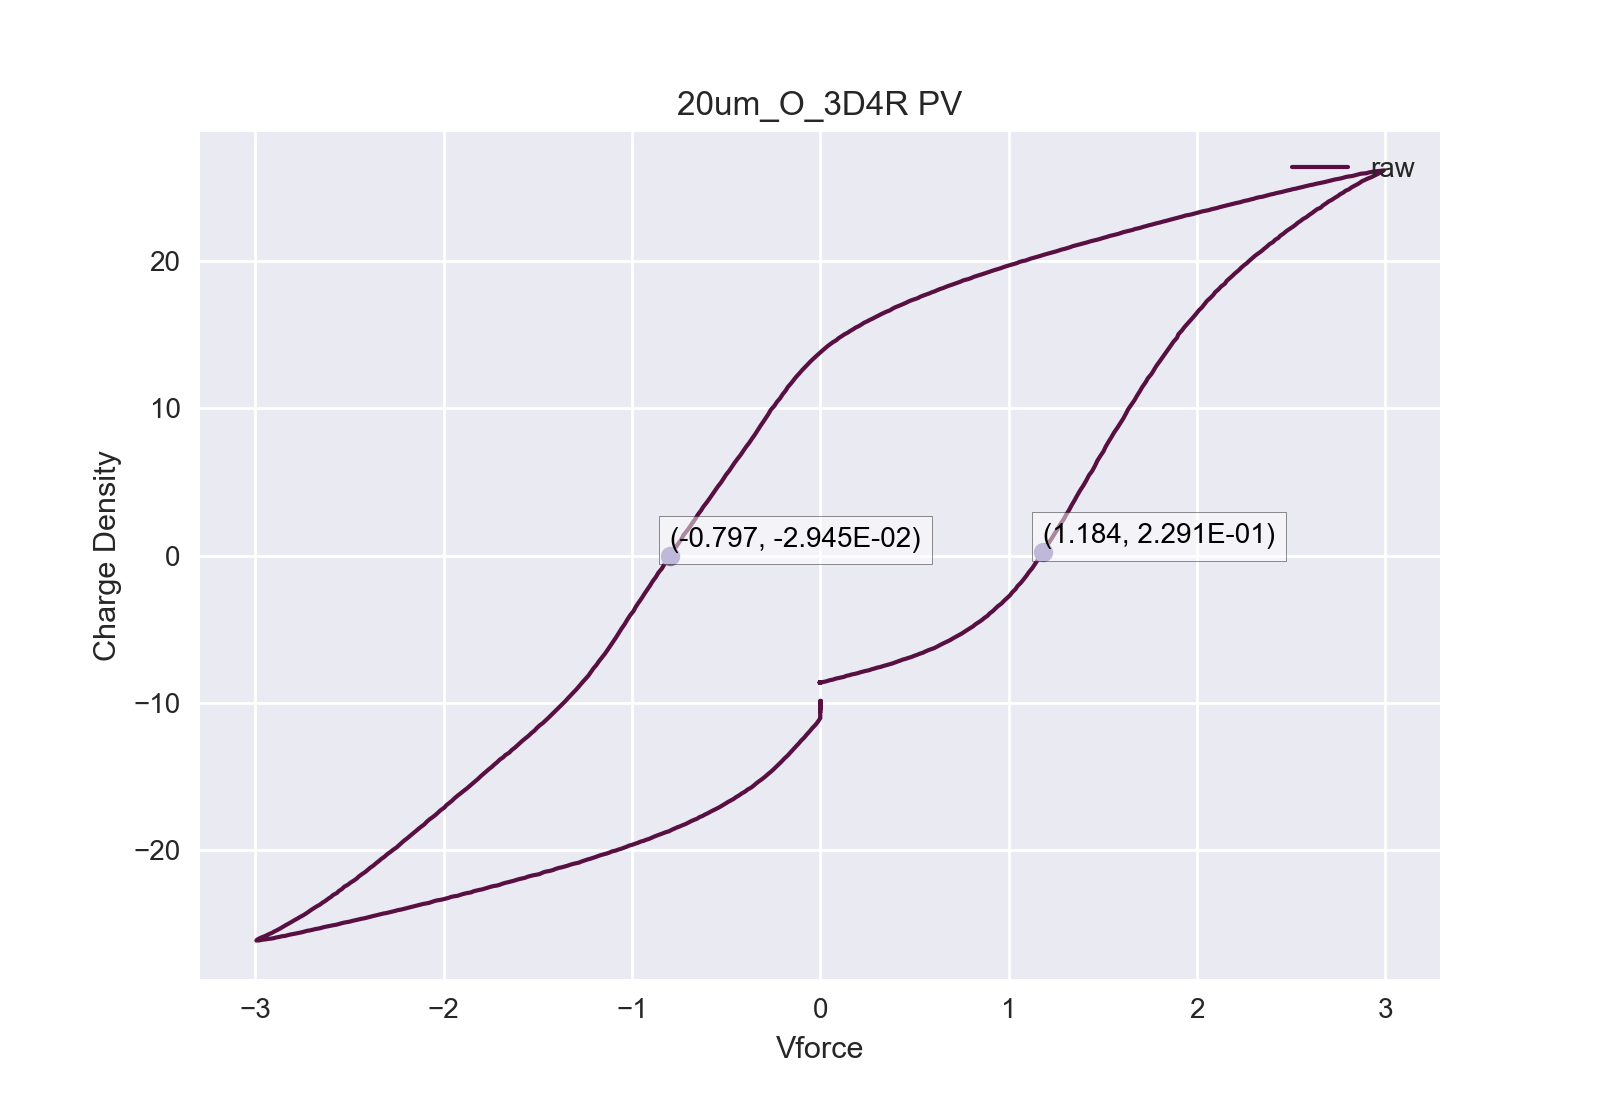 20um_O_3D4R PV
raw
20
10
0
−10
−20
Charge Density
(-0.797, -2.945E-02)
(1.184, 2.291E-01)
−3
−2
−1
0
1
2
3
Vforce